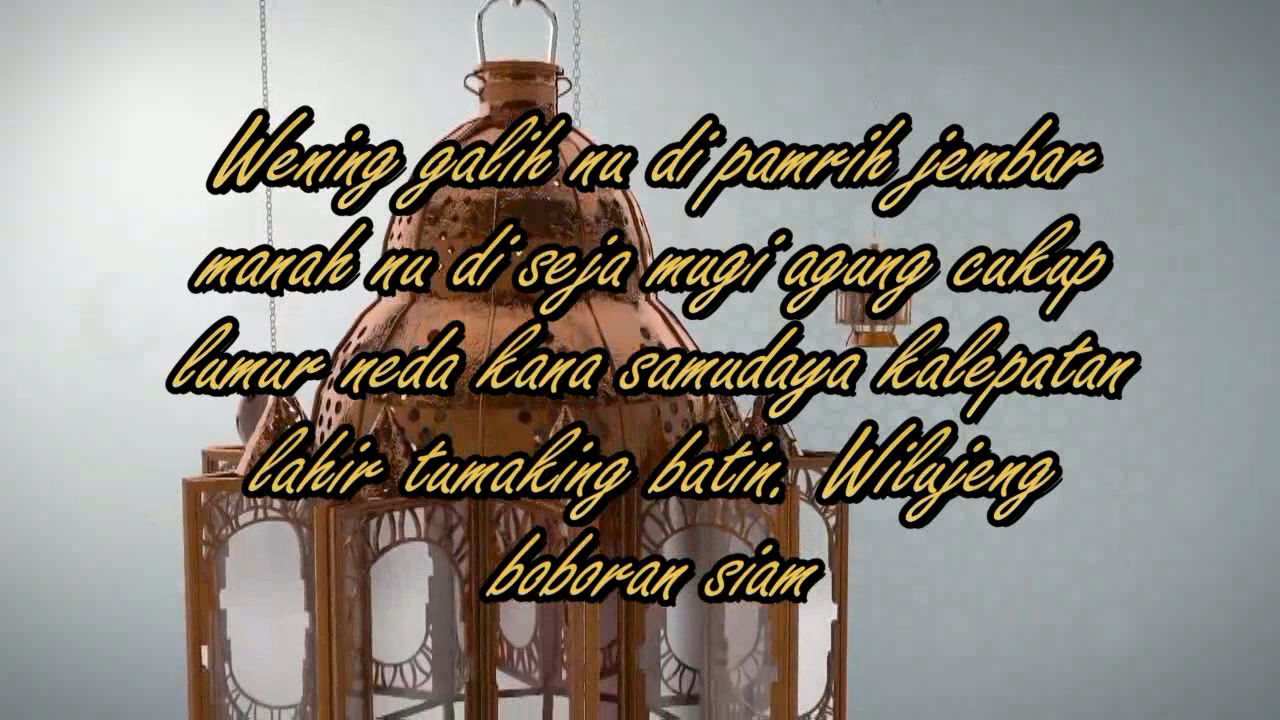 Wening galih nu di pamrih jembar
manah nu di seja mugi agung cukup
lumur neda kana samudaya kalepatan
lahir tumaking batin. Wilujeng
boboran siam